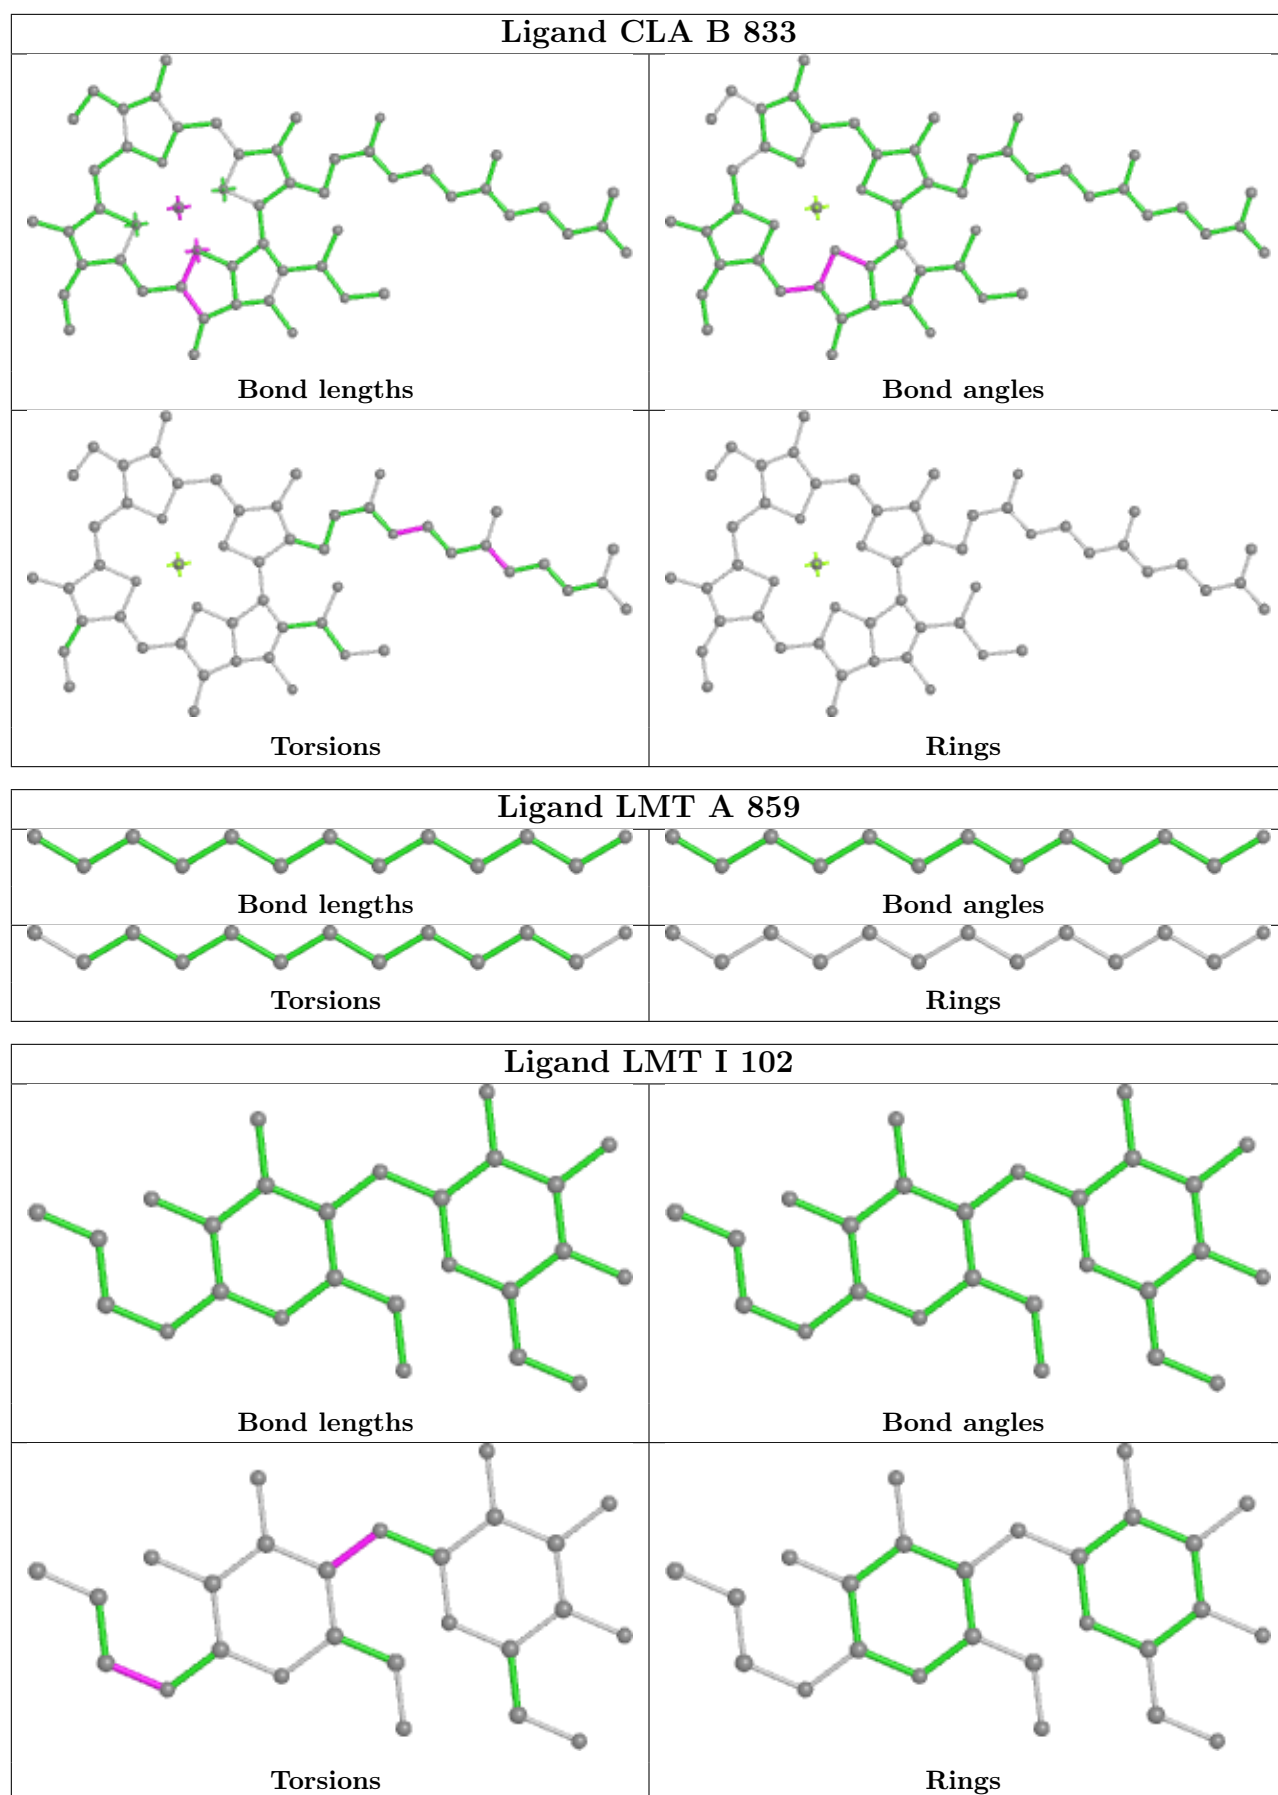 Ligand CLA B 833
Bond lengths
Bond angles
Torsions
Rings
Ligand LMT A 859
Bond lengths
Bond angles
Torsions
Rings
Ligand LMT I 102
Bond lengths
Bond angles
Torsions
Rings